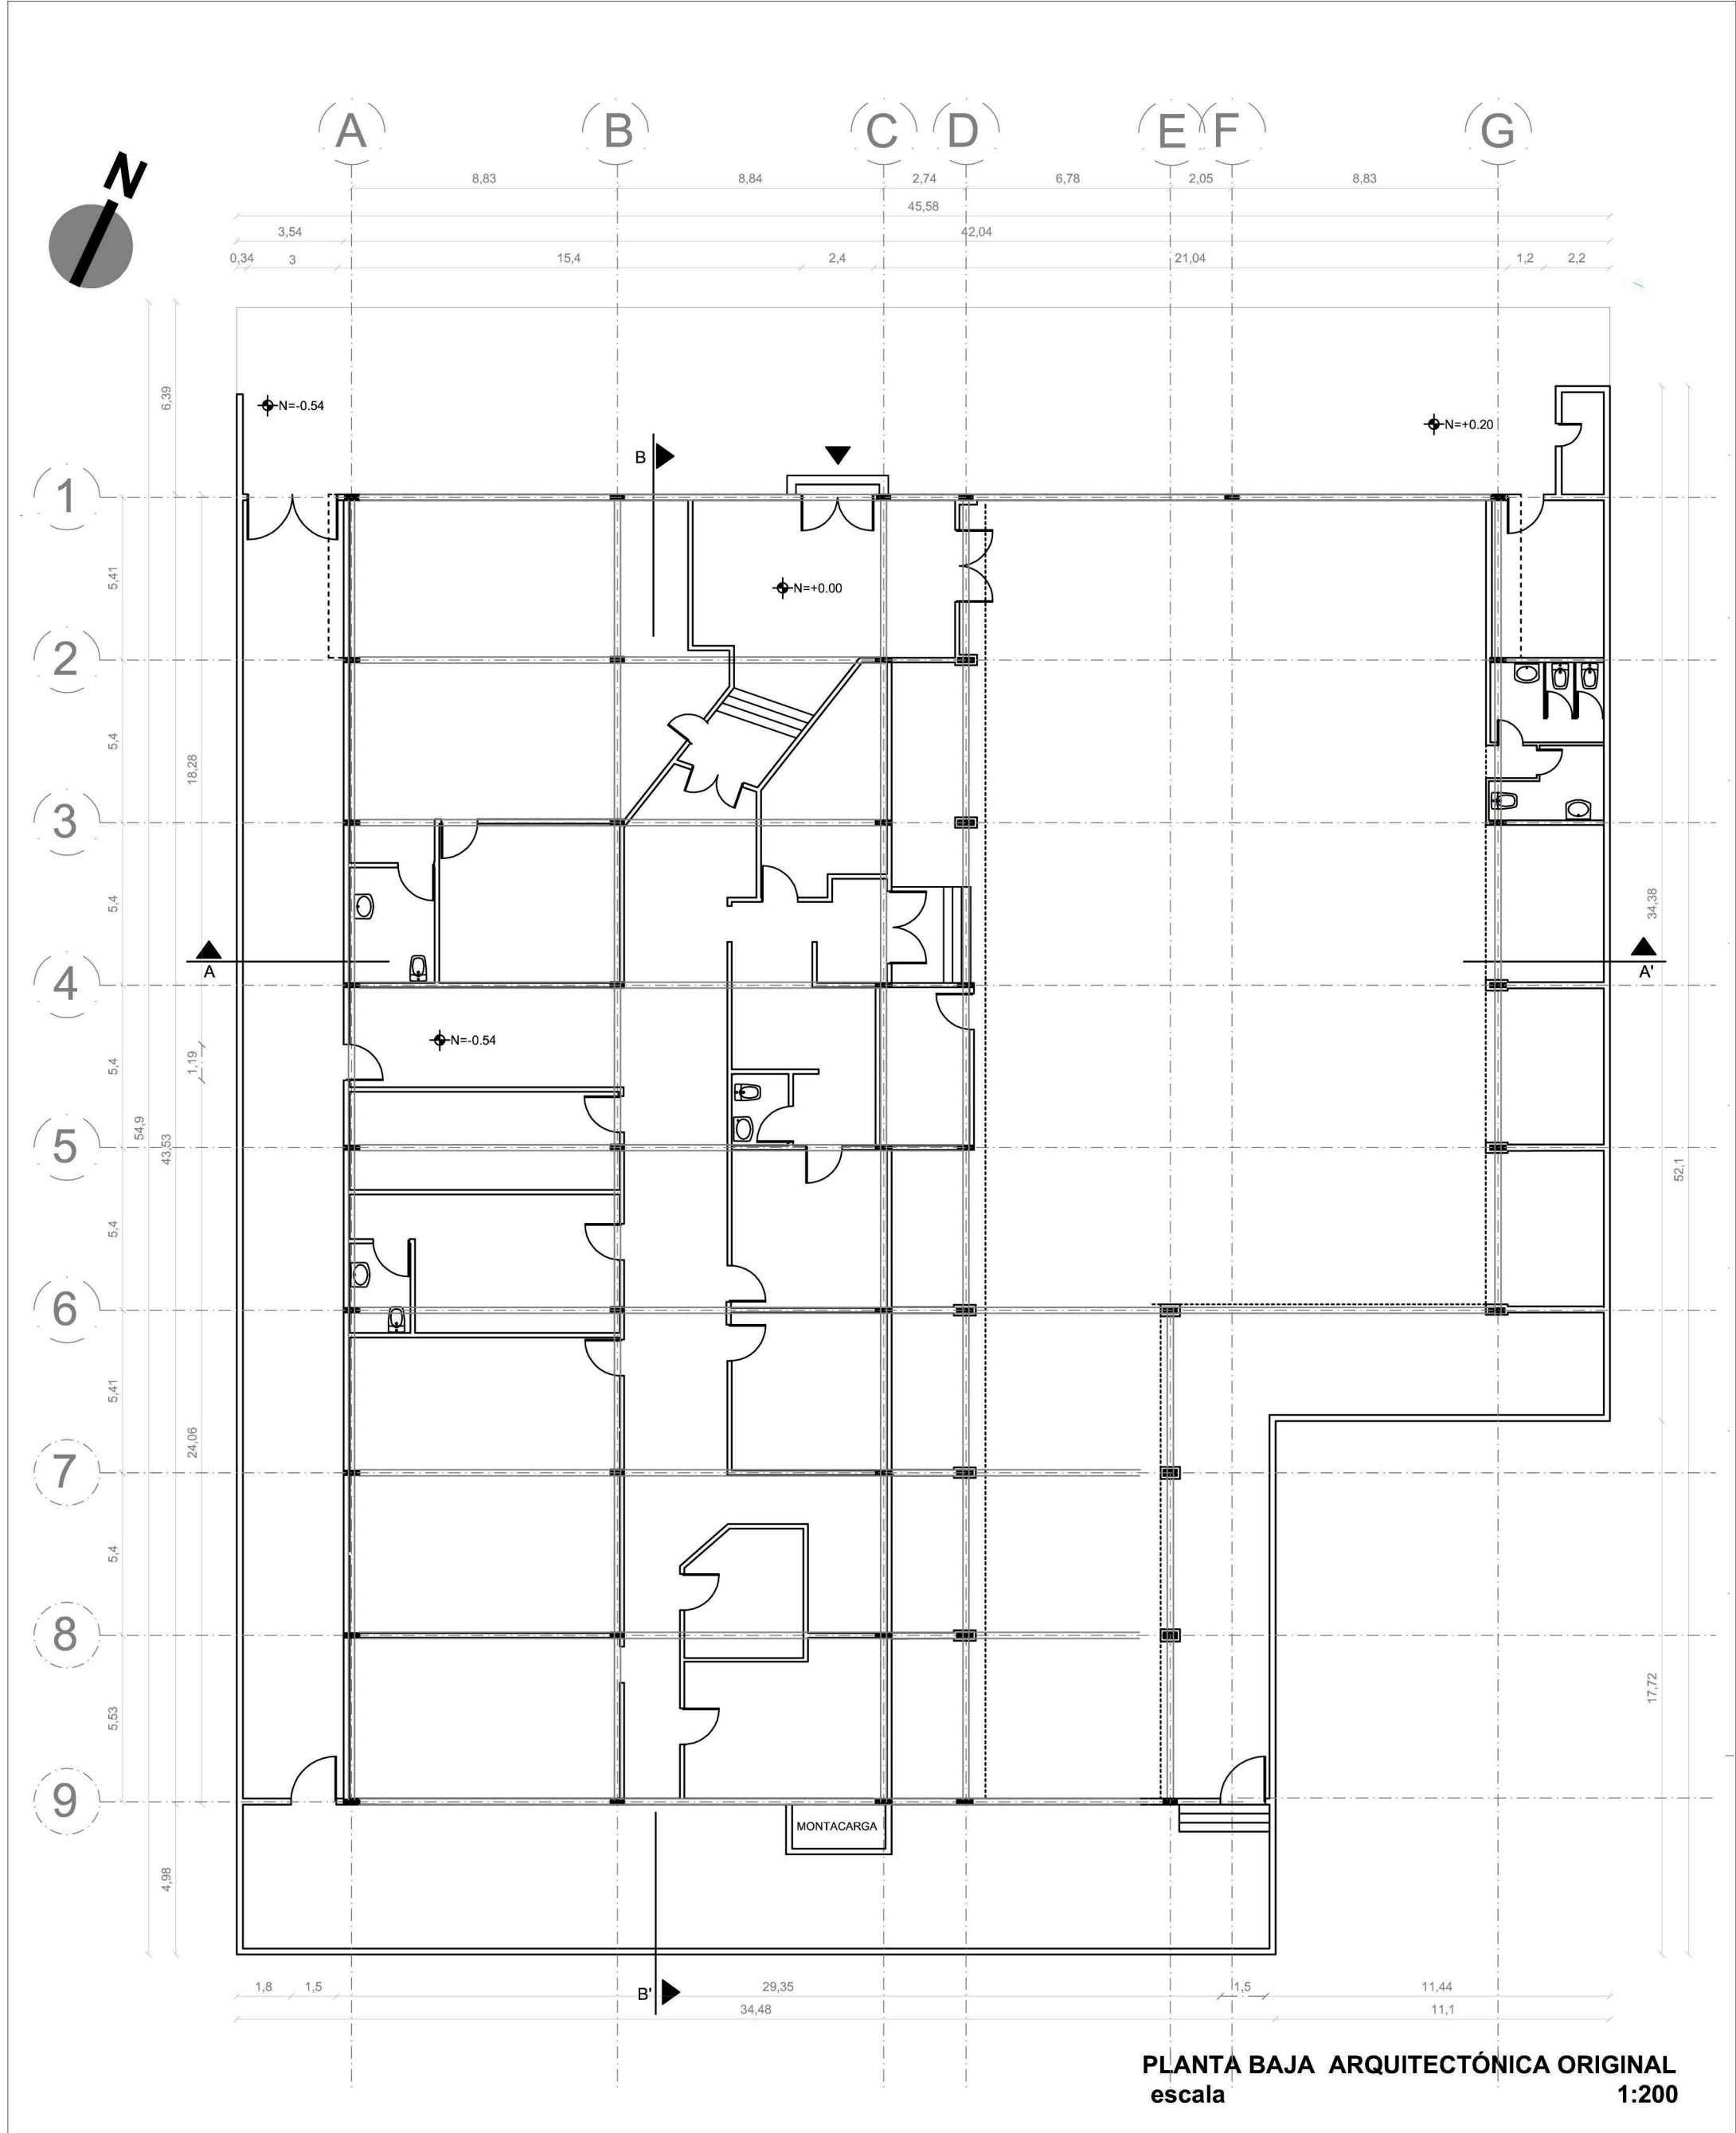 A B C D E F G
N
8,83 8,84 2,74 6,78 2,05 8,83
45,58
3,54 42,04
0,34 3 15,4 2,4 21,04 1,2 2,2
6,39
N=-0.54
N=+0.20
B
1
5,41
N=+0.00
2
5,4
18,28
3
5,4
34,38
A
A'
4
N=-0.54
5,4
1,19
54,9
43,53
5
52,1
5,4
6
5,41
24,06
7
5,4
8
17,72
5,53
9
MONTACARGA
4,98
1,8 1,5 29,35 1,5 11,44
B'
34,48 11,1
PLANTA BAJA ARQUITECTÓNICA ORIGINAL
escala 1:200